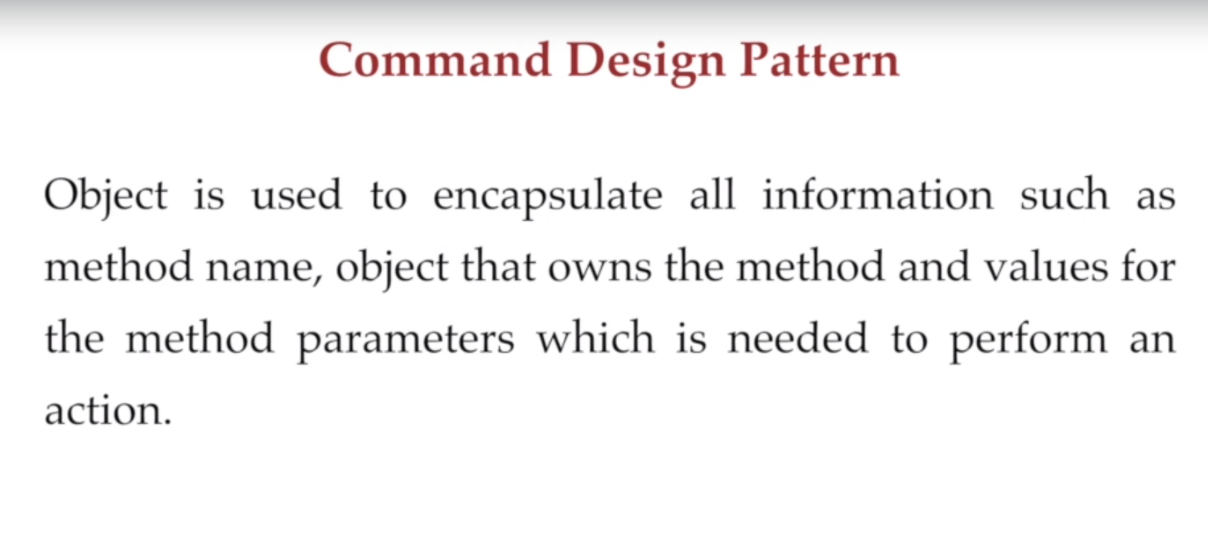 Command Design Pattern
Object is used to encapsulate all information such as
method name, object that owns the method and values for
the method parameters which is needed to perform an
action.